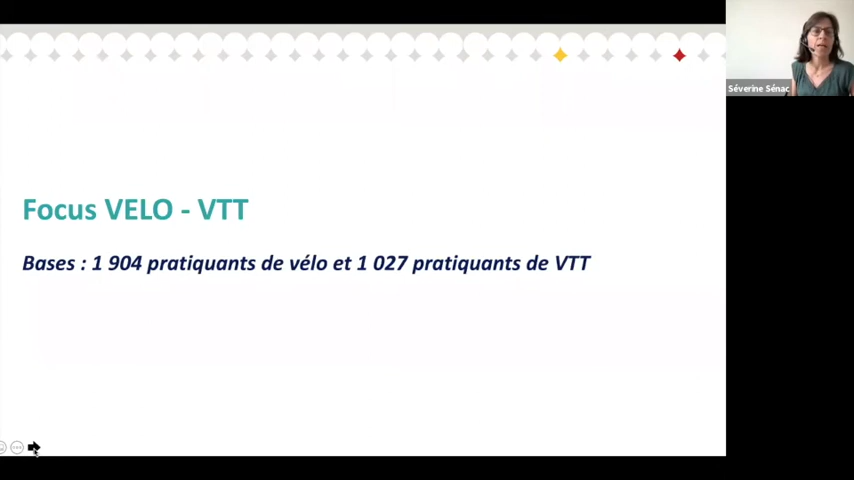 Séverine Sénac
Focus VELO - VTT
Bases : 1 904 pratiquants de vélo et 1 027 pratiquants de VTT